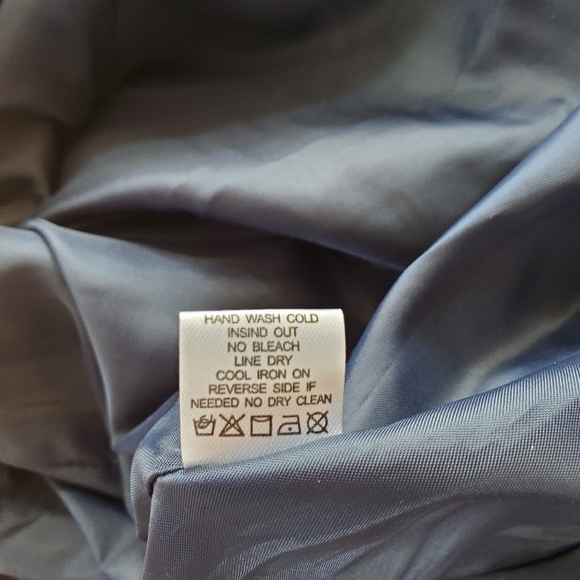 HAND WASH COLD
INSIND OUT
NO BLEACH
LINE DRY
COOL IRON ON
REVERSE SIDE IF
NEEDED NO DRY CLEAN